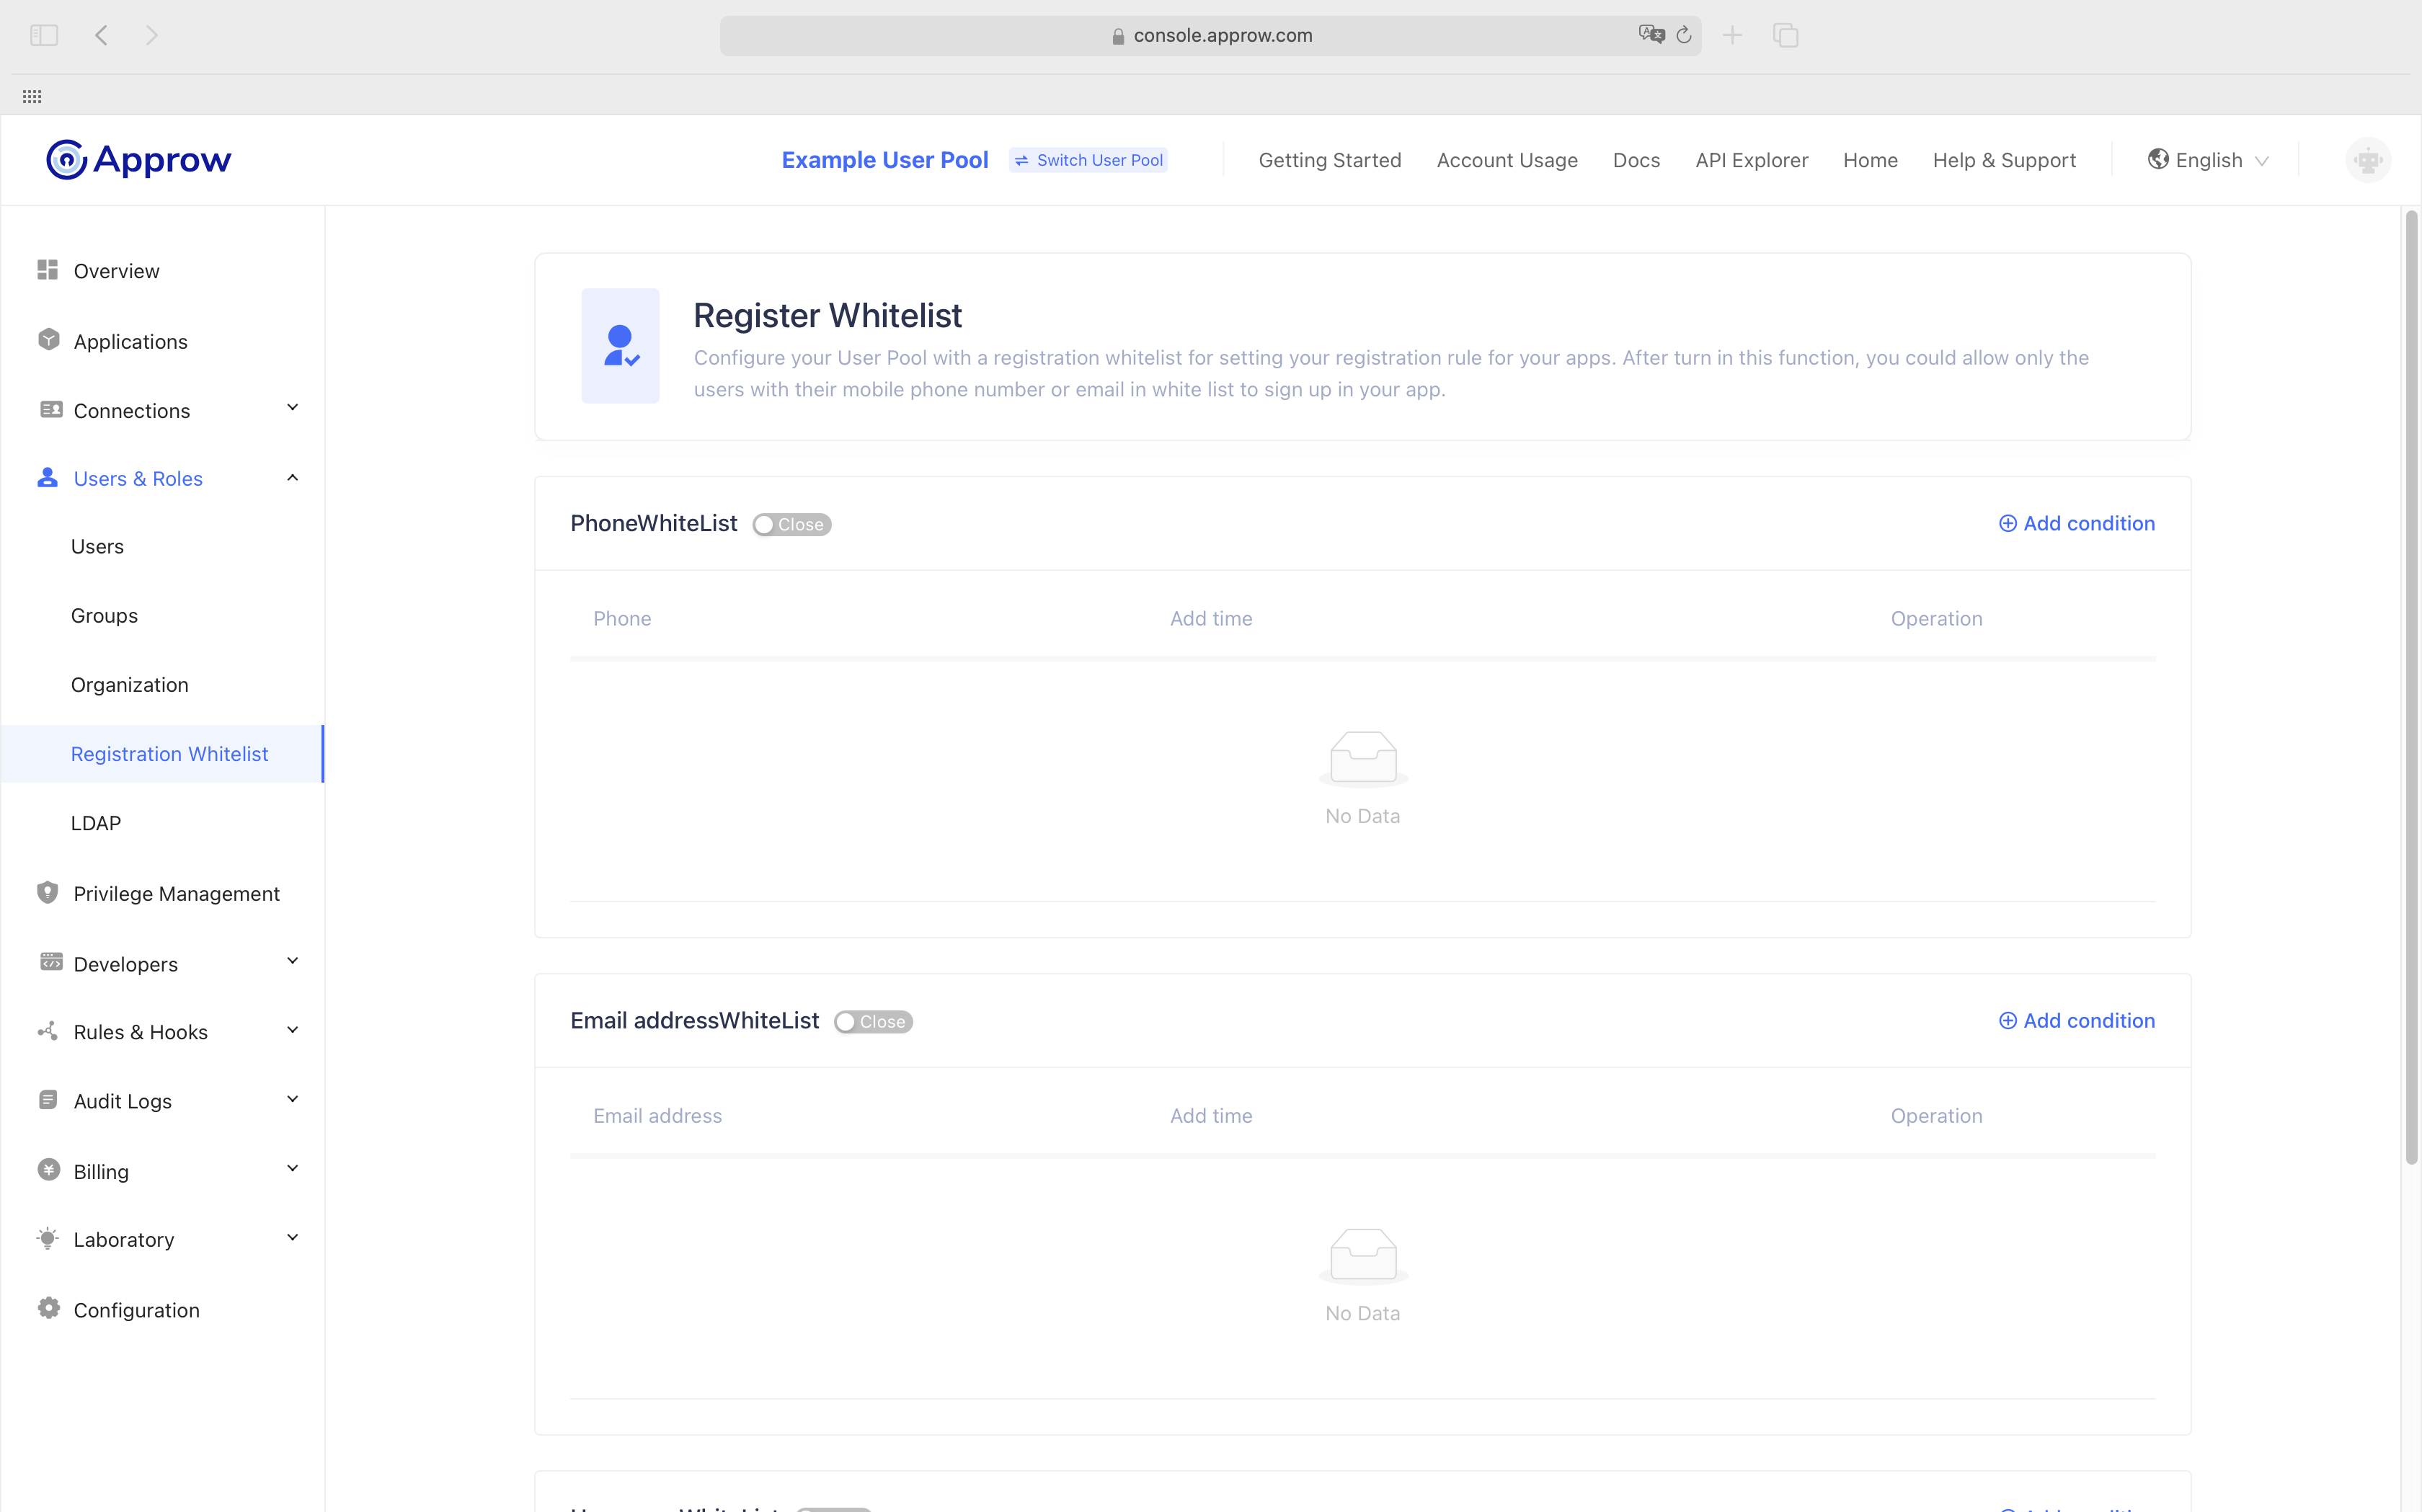 console.approw.com
Approw
Example User Pool
Switch User Pool
Getting Started
Account Usage
Docs
API Explorer
Home
Help & Support
English
Overview
Applications
Connections
Users & Roles
Users
Groups
Organization
Registration Whitelist
LDAP
Privilege Management
Developers
Rules & Hooks
Audit Logs
Billing
Laboratory
Configuration
Register Whitelist
Configure your User Pool with a registration whitelist for setting your registration rule for your apps. After turn in this function, you could allow only the
users with their mobile phone number or email in white list to sign up in your app.
PhoneWhiteList
Close
Add condition
Phone
Add time
Operation
No Data
Email addressWhiteList
Close
Add condition
Email address
Add time
Operation
No Data